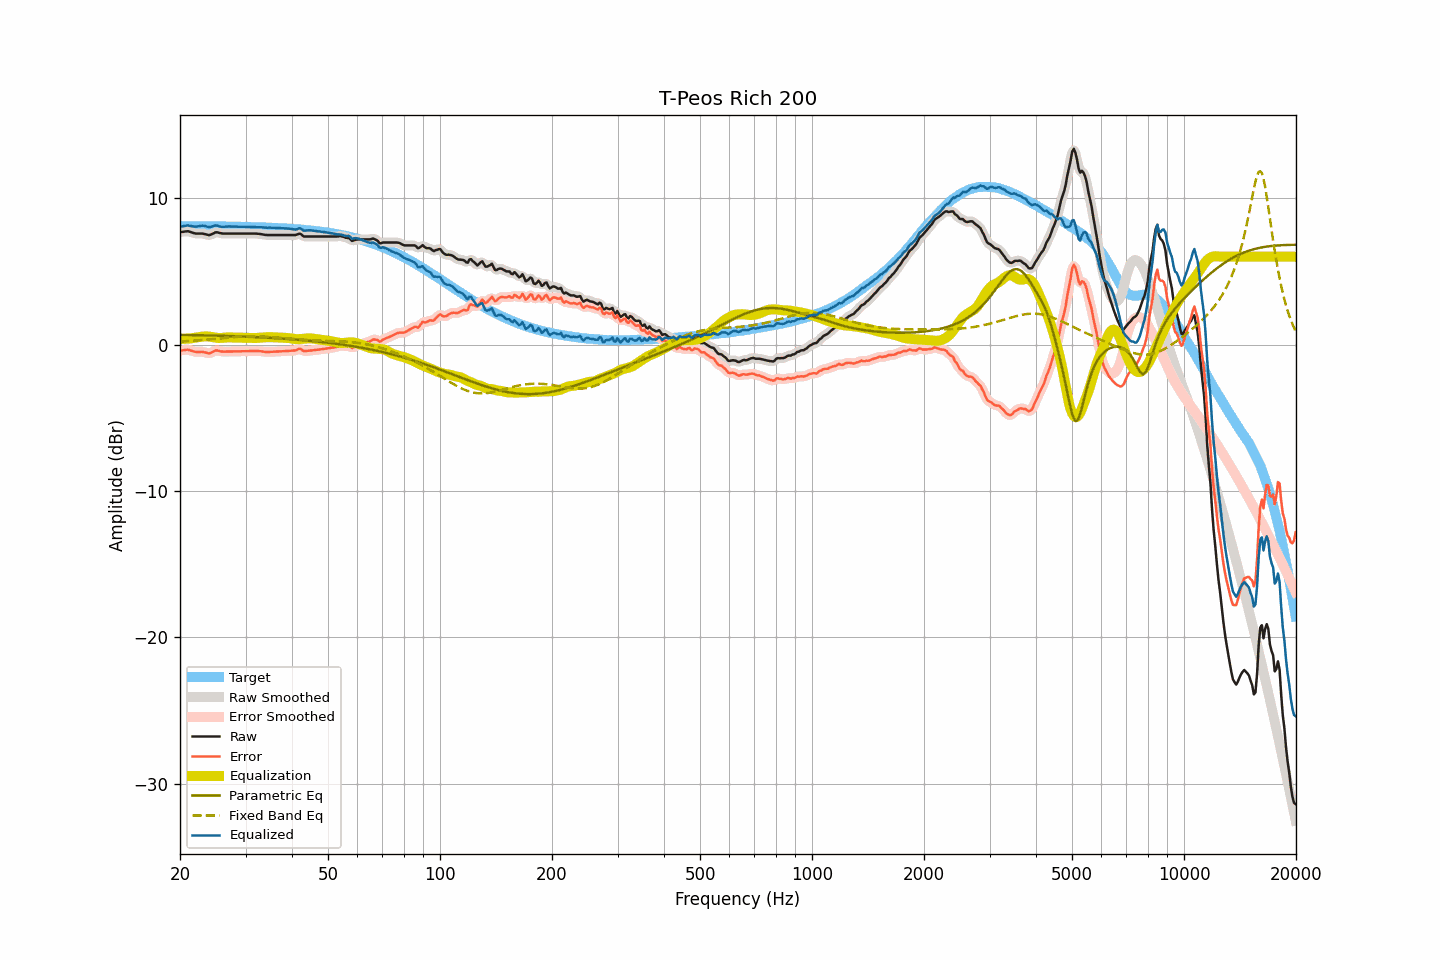 T-Peos Rich 200
Amplitude (dBr)
10
0
−10
−20
−30
Target
Raw Smoothed
Error Smoothed
Raw
Error
Equalization
Parametric Eq
Fixed Band Eq
Equalized
20 50 100 200 500 1000 2000 5000 10000 20000
Frequency (Hz)